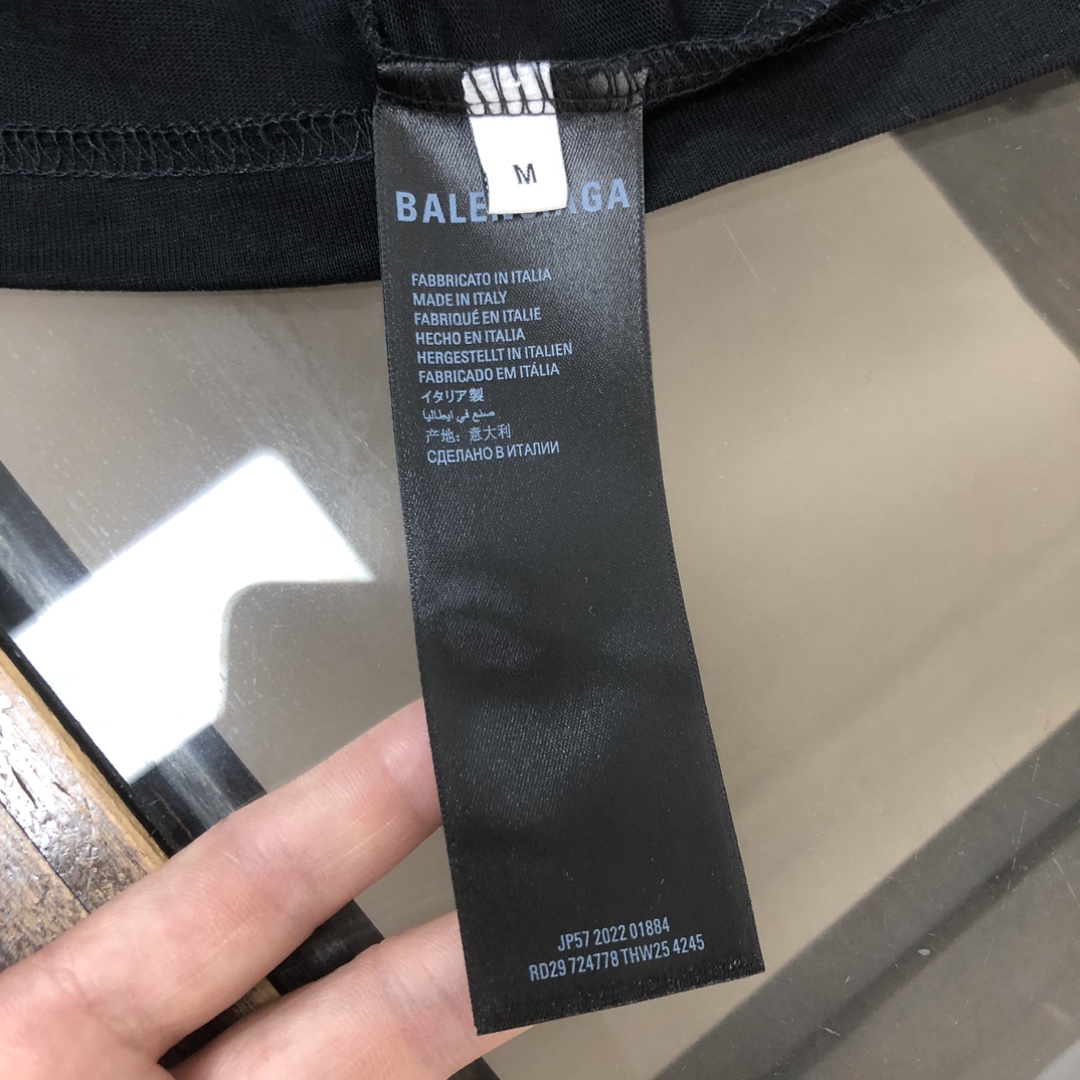 M
BALENCIAGA
FABBRICATO IN ITALIA
MADE IN ITALY
FABRIQUÉ EN ITALIE
HECHO EN ITALIA
HERGESTELLT IN ITALIEN
FABRICADO EM ITÁLIA
イタリア製
صنع في ايطاليا
产地：意大利
СДЕЛАНО В ИТАЛИИ
JP57 2022 01884
RD29 724778 THW25 4245